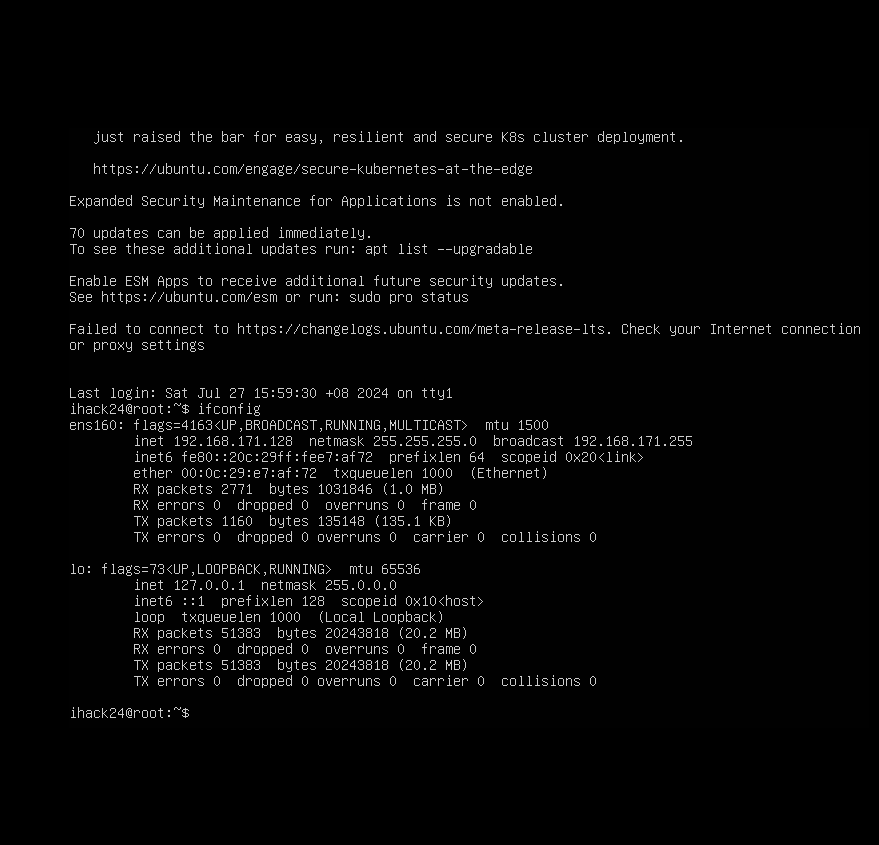 just raised the bar for easy, resilient and secure K8s cluster deployment.
https://ubuntu.com/engage/secure-kubernetes-at-the-edge
Expanded Security Maintenance for Applications is not enabled.
70 updates can be applied immediately.
To see these additional updates run: apt list --upgradable
Enable ESM Apps to receive additional future security updates.
See https://ubuntu.com/esm or run: sudo pro status
Failed to connect to https://changelogs.ubuntu.com/meta-release-lts. Check your Internet connection
or proxy settings
Last login: Sat Jul 27 15:59:30 +08 2024 on tty1
ihack24@root:~$ ifconfig
ens160: flags=4163<UP,BROADCAST,RUNNING,MULTICAST>  mtu 1500
        inet 192.168.171.128  netmask 255.255.255.0  broadcast 192.168.171.255
        inet6 fe80::20c:29ff:fee7:af72  prefixlen 64  scopeid 0x20<link>
        ether 00:0c:29:e7:af:72  txqueuelen 1000  (Ethernet)
        RX packets 2771  bytes 1031846 (1.0 MB)
        RX errors 0  dropped 0  overruns 0  frame 0
        TX packets 1160  bytes 135148 (135.1 KB)
        TX errors 0  dropped 0 overruns 0  carrier 0  collisions 0
lo: flags=73<UP,LOOPBACK,RUNNING>  mtu 65536
        inet 127.0.0.1  netmask 255.0.0.0
        inet6 ::1  prefixlen 128  scopeid 0x10<host>
        loop  txqueuelen 1000  (Local Loopback)
        RX packets 51383  bytes 20243818 (20.2 MB)
        RX errors 0  dropped 0  overruns 0  frame 0
        TX packets 51383  bytes 20243818 (20.2 MB)
        TX errors 0  dropped 0 overruns 0  carrier 0  collisions 0
ihack24@root:~$